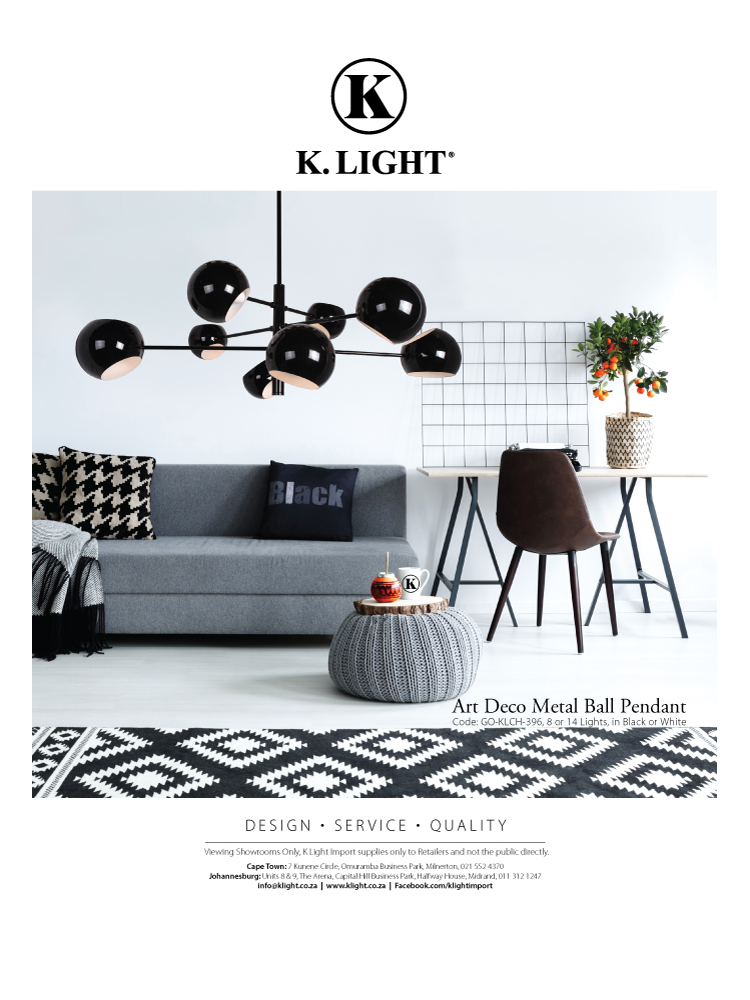 K
K. LIGHT®
Black
K
Art Deco Metal Ball Pendant
Code: GO-KLCH-396, 8 or 14 Lights, in Black or White
DESIGN • SERVICE • QUALITY
Viewing Showrooms Only, K Light Import supplies only to Retailers and not the public directly.
Cape Town: 7 Kunene Circle, Omuramba Business Park, Milnerton, 021 552 4370
Johannesburg: Units 8 & 9, The Arena, Capital Hill Business Park, Halfway House, Midrand, 011 312 1247
info@klight.co.za | www.klight.co.za | Facebook.com/klightimport